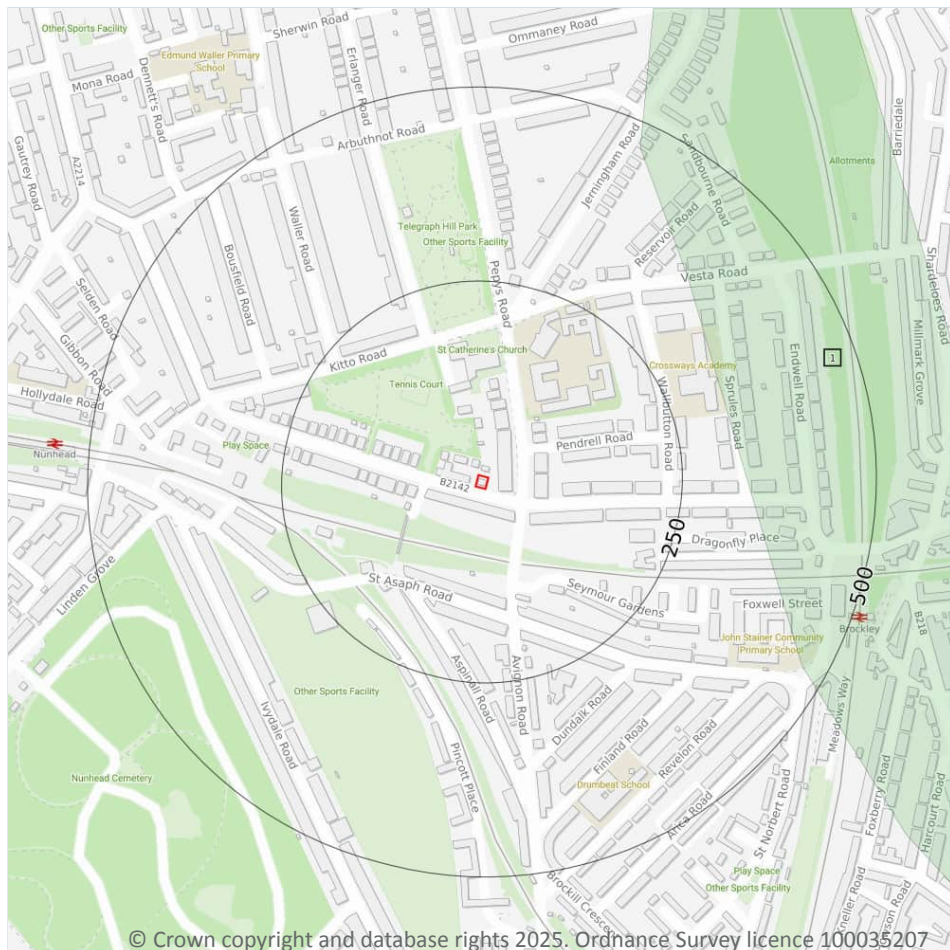 Other Sports Facility
Sherwin Road
Ommaney Road
Edmund Waller Primary
School
Mona Road
Dennett's Road
Erlanger Road
Gautrey Road
A2214
Arbuthnot Road
Jerningham Road
Sandbourne Road
Barriedale
Allotments
Waller Road
Telegraph Hill Park
Other Sports Facility
Reservoir Road
Bousfield Road
Pepys Road
Vesta Road
Shardeloes Road
Selden Road
Gibbon Road
Kitto Road
St Catherine's Church
Tennis Court
Crossways Academy
Endwell Road
1
Millmark Grove
Hollydale Road
Wallbutton Road
Sprules Road
Nunhead
Play Space
Pendrell Road
B2142
250
Dragonfly Place
Linden Grove
St Asaph Road
Seymour Gardens
Foxwell Street
500
Brockley
B218
John Stainer Community
Primary School
Aspinall Road
Avignon Road
Other Sports Facility
Ivydale Road
Dundalk Road
Finland Road
Revelon Road
Meadows Way
Nunhead Cemetery
Pincott Place
Drumbeat School
Arica Road
St Norbert Road
Foxberry Road
Harcourt Road
Play Space
Other Sports Facility
Brockill Crescent
© Crown copyright and database rights 2025. Ordnance Survey licence 100035207